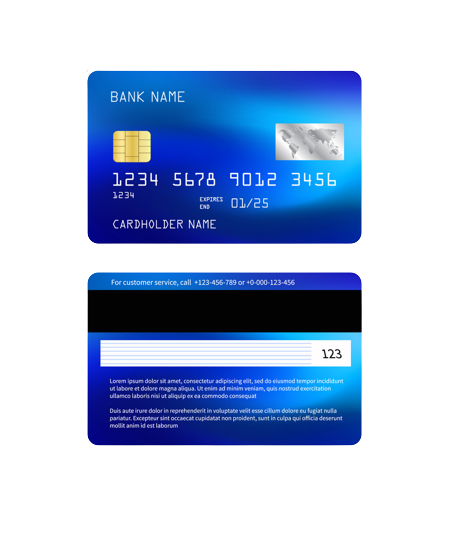 BANK NAME
1234 5678 9012 3456
1234
EXPIRES END 01/25
CARDHOLDER NAME
For customer service, call +123-456-789 or +0-000-123-456
123
Lorem ipsum dolor sit amet, consectetur adipiscing elit, sed do eiusmod tempor incididunt
ut labore et dolore magna aliqua. Ut enim ad minim veniam, quis nostrud exercitation
ullamco laboris nisi ut aliquip ex ea commodo consequat
Duis aute irure dolor in reprehenderit in voluptate velit esse cillum dolore eu fugiat nulla
pariatur. Excepteur sint occaecat cupidatat non proident, sunt in culpa qui officia deserunt
mollit anim id est laborum